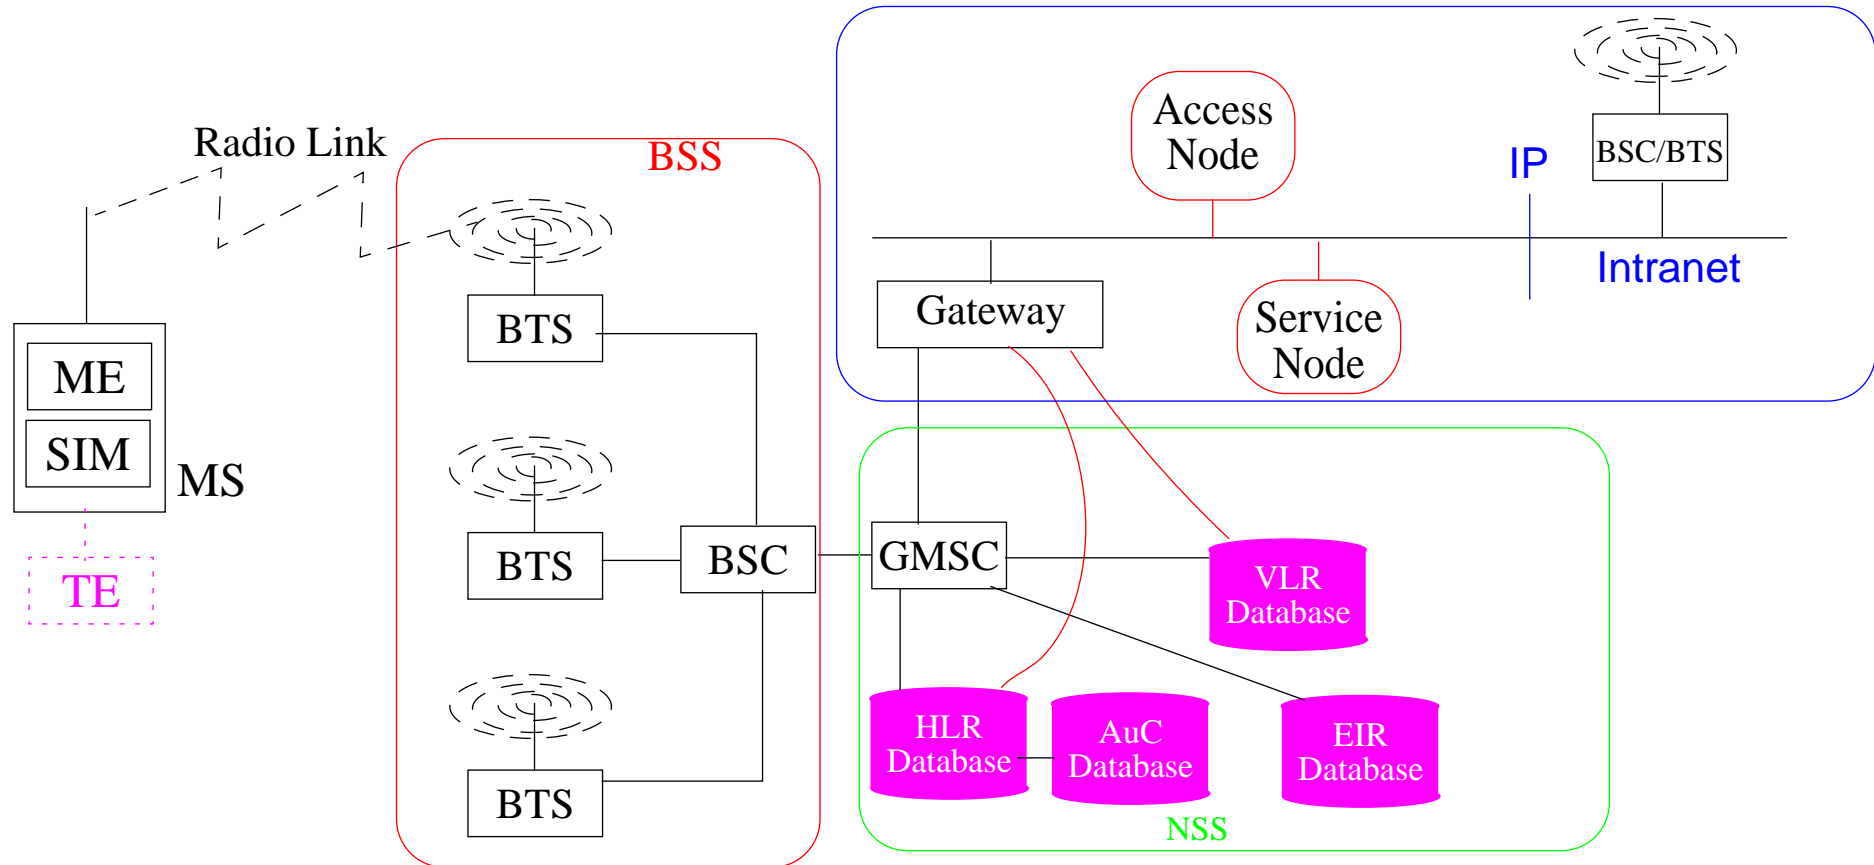 Radio Link
ME
SIM
MS
TE
BSS
BTS
BTS
BTS
BSC
Access
Node
IP
BSC/BTS
Intranet
Gateway
Service
Node
GMSC
VLR
Database
HLR
Database
AuC
Database
EIR
Database
NSS